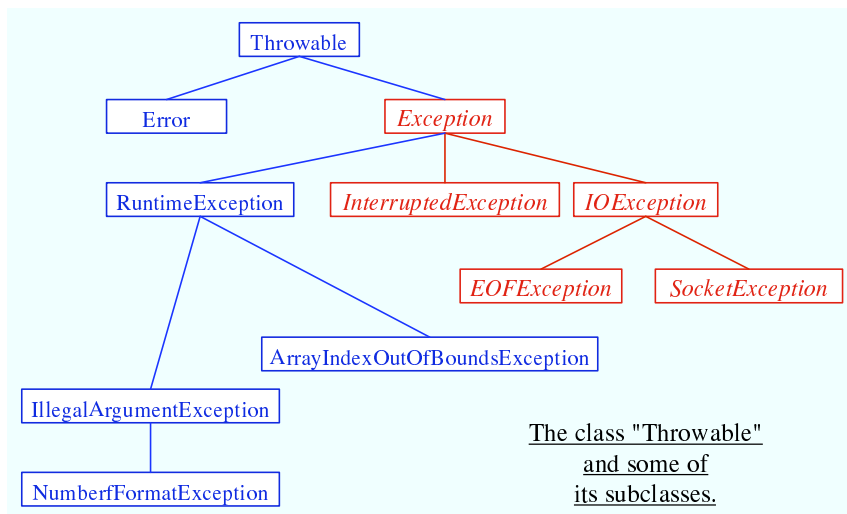 Throwable
Error
Exception
RuntimeException
InterruptedException
IOException
EOFException
SocketException
ArrayIndexOutOfBoundsException
IllegalArgumentException
NumberfFormatException
The class "Throwable"
and some of
its subclasses.